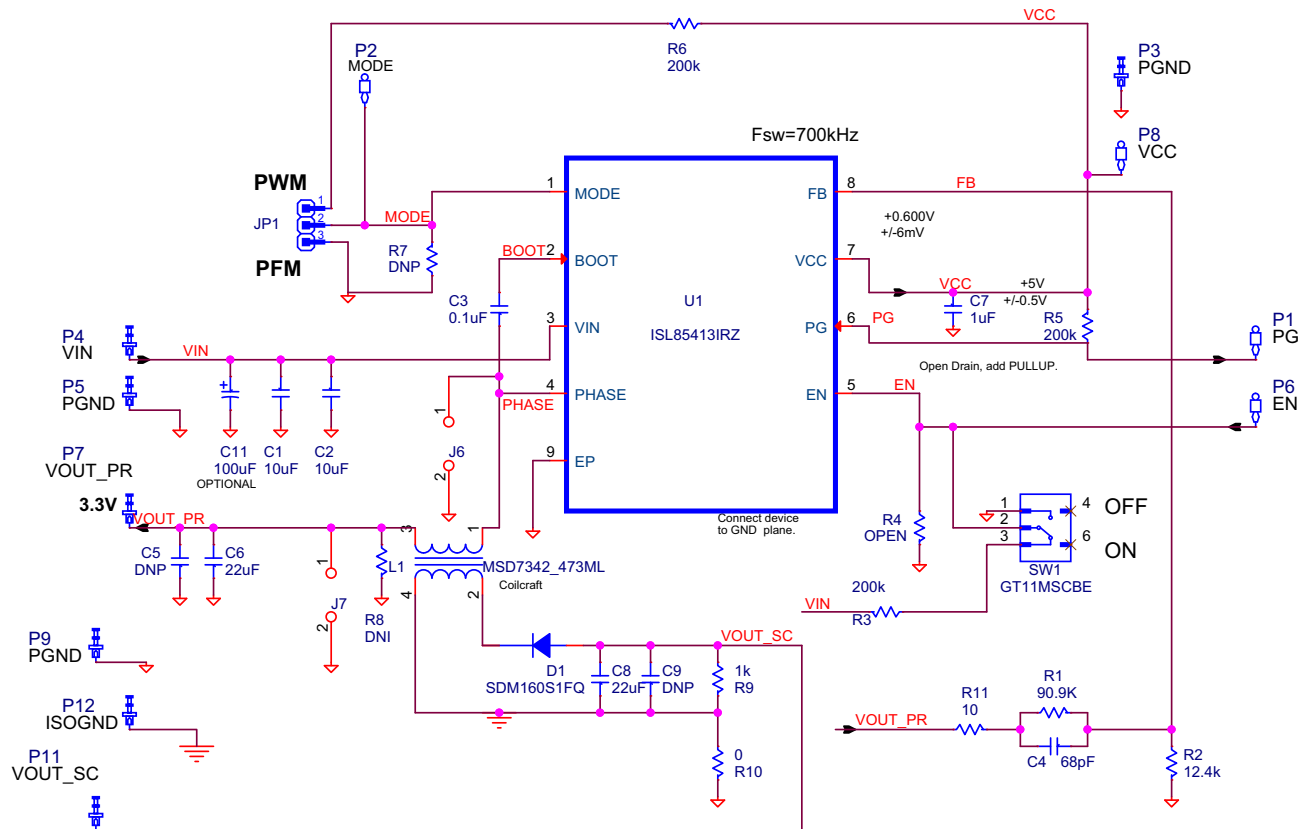 VCC
P2
MODE
R6
200k
P3
PGND
Fsw=700kHz
P8
VCC
PWM
JP1
PFM
1
2
3
MODE
R7
DNP
1
MODE
BOOT
2
BOOT
C3
0.1uF
3
VIN
4
PHASE
PHASE
9
EP
U1
ISL85413IRZ
FB
8
FB
+0.600V
+/-6mV
VCC
7
VCC
+5V
+/-0.5V
C7
1uF
PG
6
PG
R5
200k
P1
PG
Open Drain, add PULLUP.
EN
5
EN
P6
EN
P4
VIN
VIN
P5
PGND
C11
100uF
OPTIONAL
C1
10uF
C2
10uF
1
J6
2
P7
VOUT_PR
3.3V
VOUT_PR
C5
DNP
C6
22uF
1
J7
2
R8
DNI
L1
3
1
4
2
MSD7342_473ML
Coilcraft
Connect device
to GND plane.
R4
OPEN
1
2
3
4
6
OFF
ON
SW1
GT11MSCBE
VIN
200k
R3
P9
PGND
P12
ISOGND
P11
VOUT_SC
D1
SDM160S1FQ
C8
22uF
C9
DNP
VOUT_SC
1k
R9
0
R10
VOUT_PR
R11
10
R1
90.9K
C4
68pF
R2
12.4k